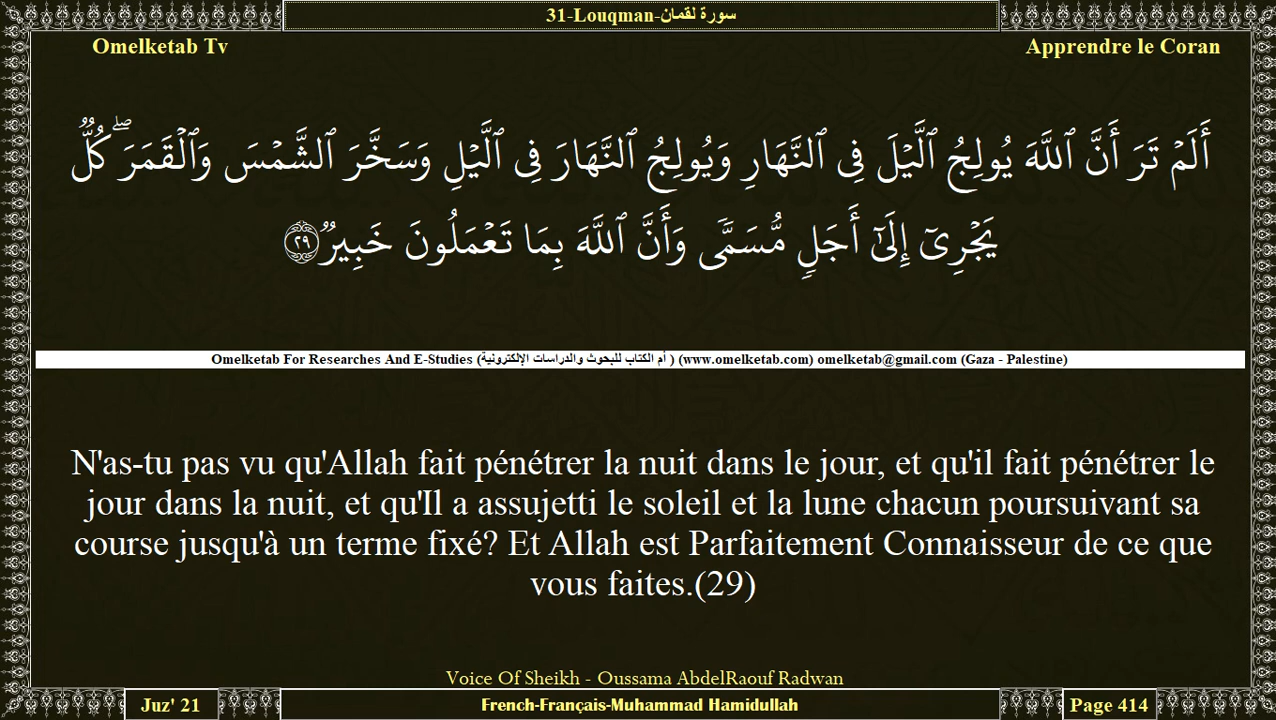 31-Louqman-سورة لقمان
Omelketab Tv
Apprendre le Coran
أَلَمْ تَرَ أَنَّ ٱللَّهَ يُولِجُ ٱلَّيْلَ فِى ٱلنَّهَارِ وَيُولِجُ ٱلنَّهَارَ فِى ٱلَّيْلِ وَسَخَّرَ ٱلشَّمْسَ وَٱلْقَمَرَ ۖ كُلٌّ
يَجْرِىٓ إِلَىٰٓ أَجَلٍ مُّسَمًّى وَأَنَّ ٱللَّهَ بِمَا تَعْمَلُونَ خَبِيرٌ ٢٩
Omelketab For Researches And E-Studies (أم الكتاب للبحوث والدراسات الإلكترونية ) (www.omelketab.com) omelketab@gmail.com (Gaza - Palestine)
N'as-tu pas vu qu'Allah fait pénétrer la nuit dans le jour, et qu'il fait pénétrer le
jour dans la nuit, et qu'Il a assujetti le soleil et la lune chacun poursuivant sa
course jusqu'à un terme fixé? Et Allah est Parfaitement Connaisseur de ce que
vous faites.(29)
Voice Of Sheikh - Oussama AbdelRaouf Radwan
Juz' 21
French-Français-Muhammad Hamidullah
Page 414